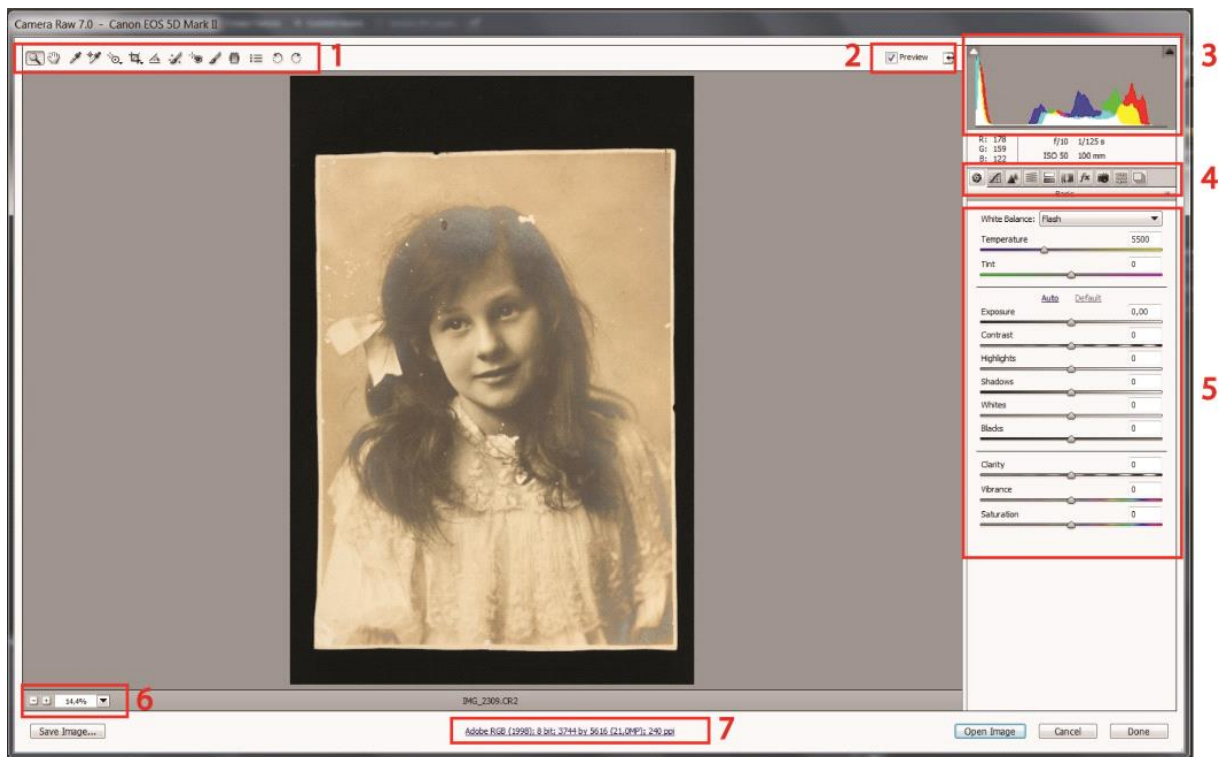 Camera Raw 7.0 - Canon EOS 5D Mark II
1
2
Preview
3
R: 178
G: 159
B: 122
f/10 1/125 s
ISO 50 100 mm
4
Basic
White Balance: Flash
Temperature 5500
Tint 0
Auto Default
Exposure 0,00
Contrast 0
Highlights 0
Shadows 0
Whites 0
Blacks 0
5
Clarity 0
Vibrance 0
Saturation 0
14,4%
6
IMG_2309.CR2
Save Image...
Adobe RGB (1998); 8 bit; 3744 by 5616 (21,0MP); 240 ppi
7
Open Image
Cancel
Done